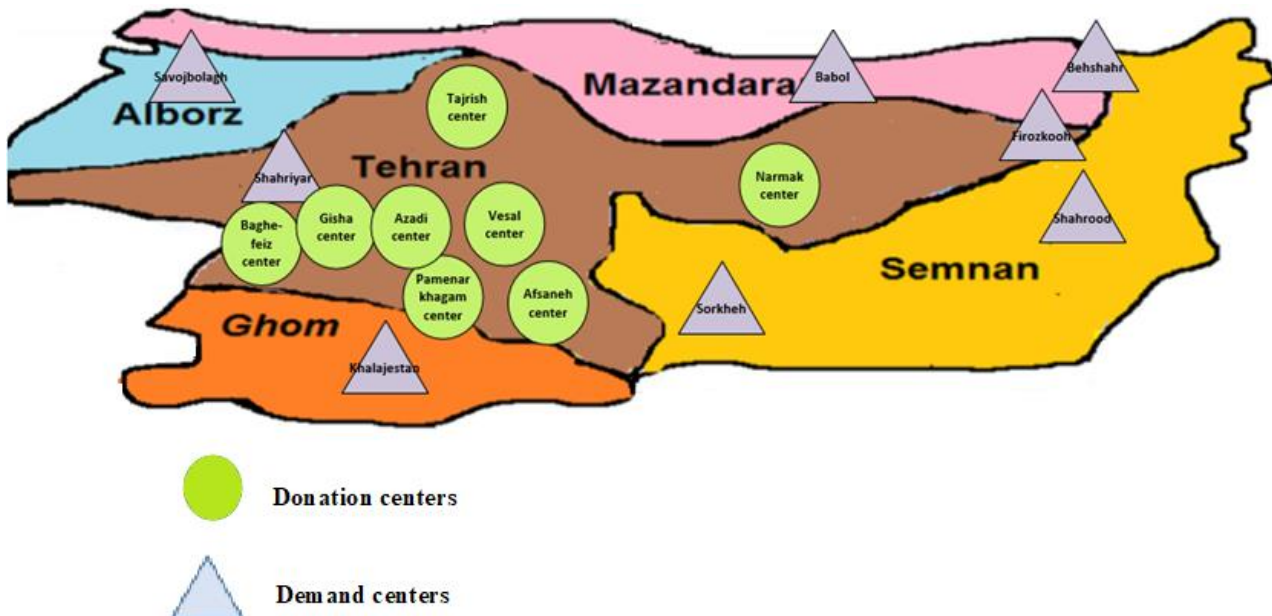 Savojbolagh
Alborz
Mazandara
Babol
Behshahr
Tajrish
center
Firozkooh
Tehran
Shahriyar
Narmak
center
Baghe-
feiz
center
Gisha
center
Azadi
center
Vesal
center
Shahrood
Semnan
Pamenar
khagam
center
Afsaneh
center
Sorkheh
Ghom
Khalajestan
Donation centers
Demand centers